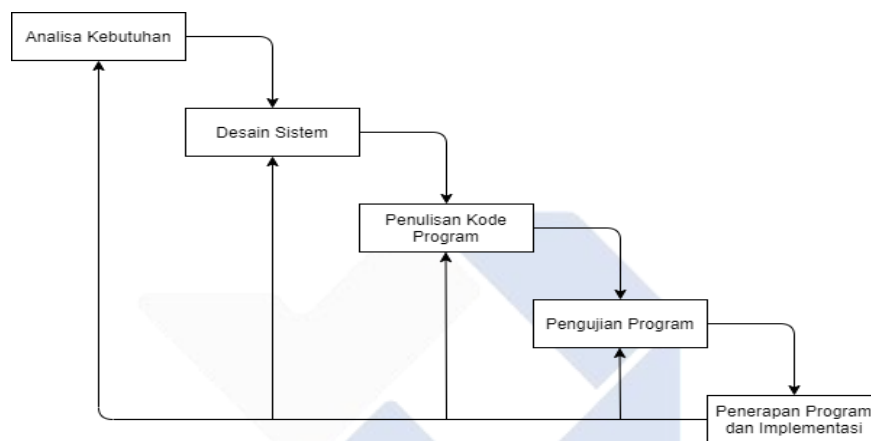 Analisa Kebutuhan
Desain Sistem
Penulisan Kode
Program
Pengujian Program
Penerapan Program
dan Implementasi